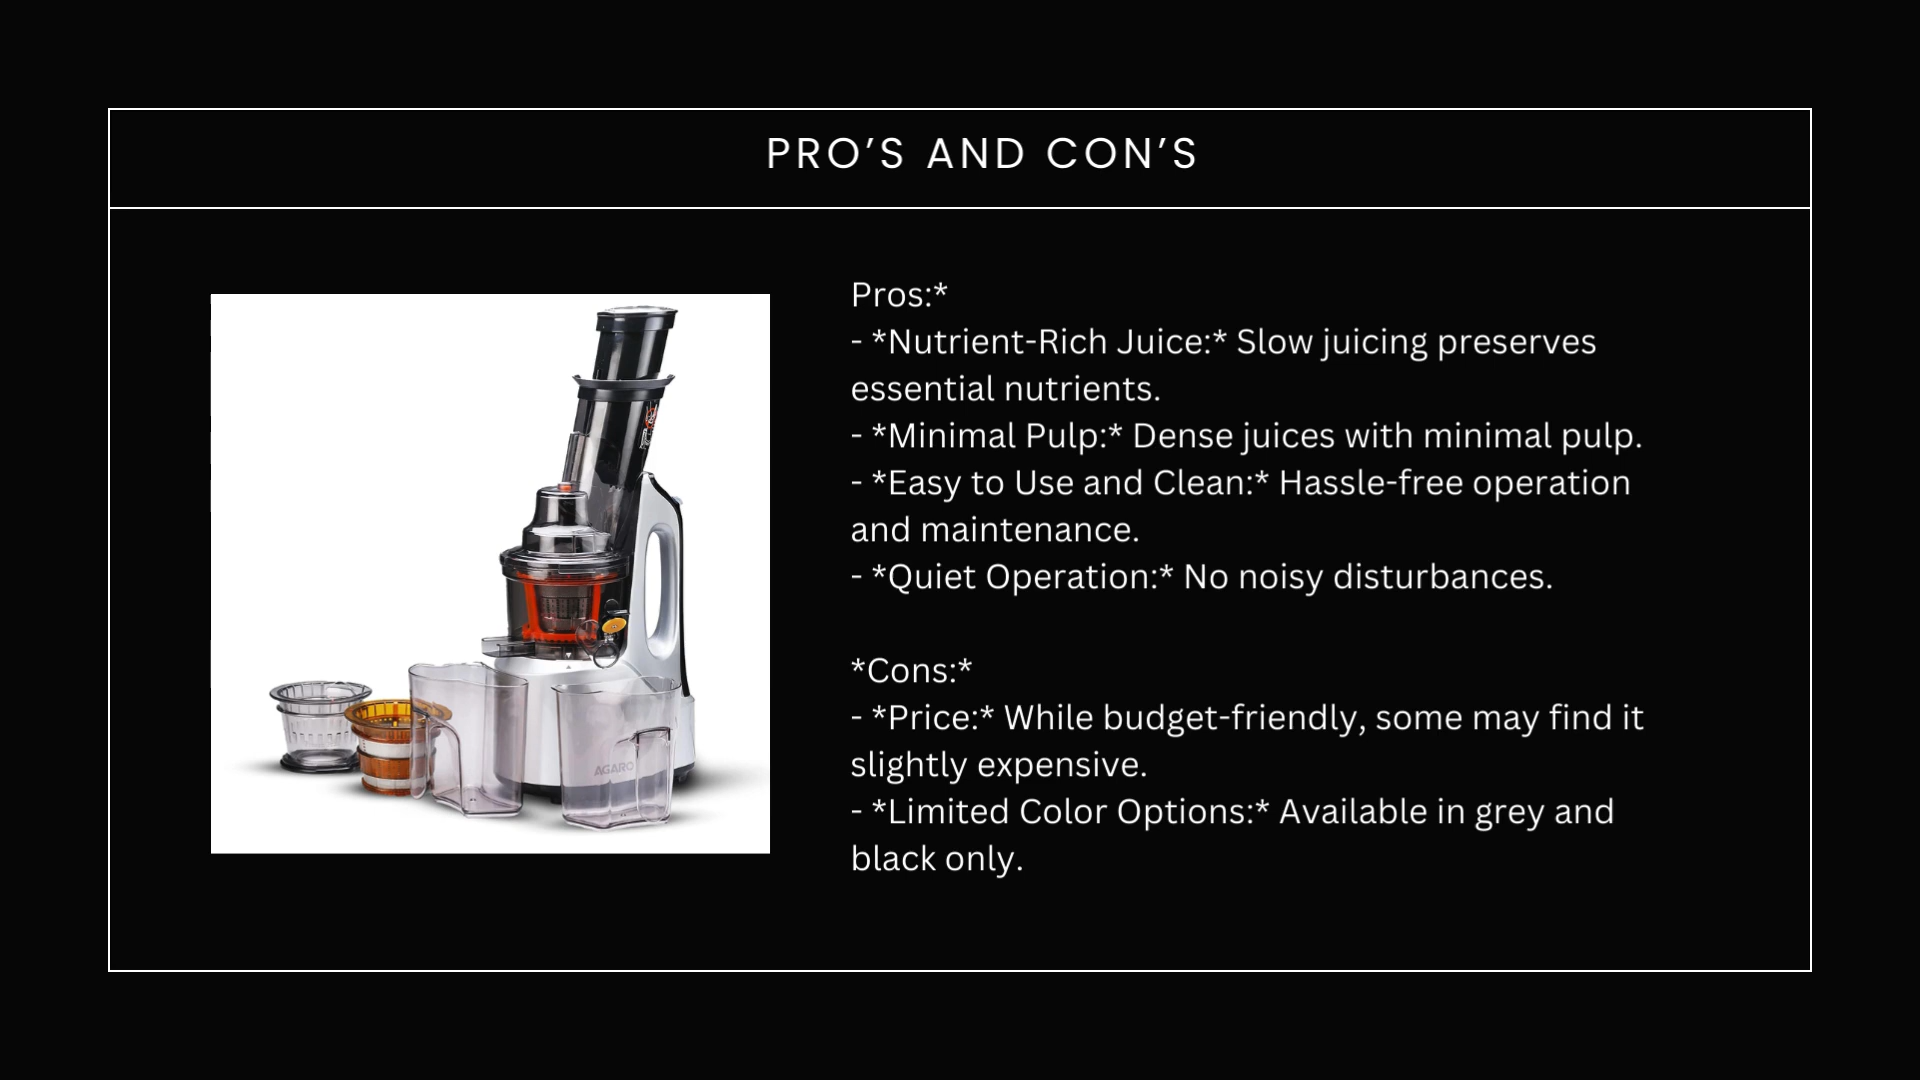 PRO’S AND CON’S
Pros:*
- *Nutrient-Rich Juice:* Slow juicing preserves
essential nutrients.
- *Minimal Pulp:* Dense juices with minimal pulp.
- *Easy to Use and Clean:* Hassle-free operation
and maintenance.
- *Quiet Operation:* No noisy disturbances.
*Cons:*
- *Price:* While budget-friendly, some may find it
slightly expensive.
- *Limited Color Options:* Available in grey and
black only.
AGARO